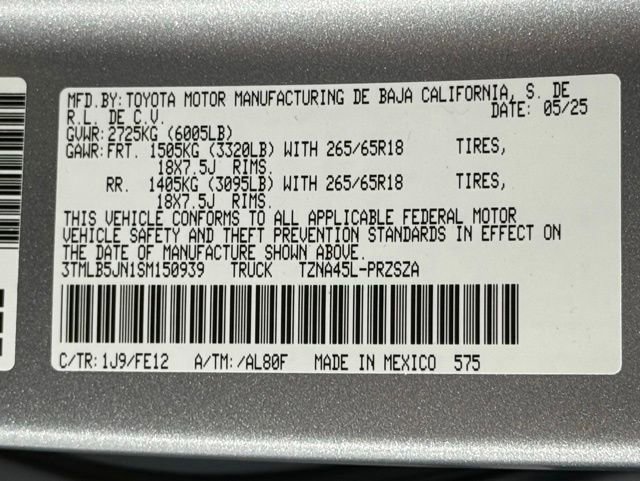 MFD.BY: TOYOTA MOTOR MANUFACTURING DE BAJA CALIFORNIA, S. DE
R.L. DE C.V. DATE: 05/25
GVWR: 2725KG (6005LB)
GAWR: FRT. 1505KG (3320LB) WITH 265/65R18 TIRES,
18X7.5J RIMS.
RR. 1405KG (3095LB) WITH 265/65R18 TIRES,
18X7.5J RIMS.
THIS VEHICLE CONFORMS TO ALL APPLICABLE FEDERAL MOTOR
VEHICLE SAFETY AND THEFT PREVENTION STANDARDS IN EFFECT ON
THE DATE OF MANUFACTURE SHOWN ABOVE.
3TMLB5JN1SM150939 TRUCK TZNA45L-PRZSZA
C/TR: 1J9/FE12 A/TM: /AL80F MADE IN MEXICO 575